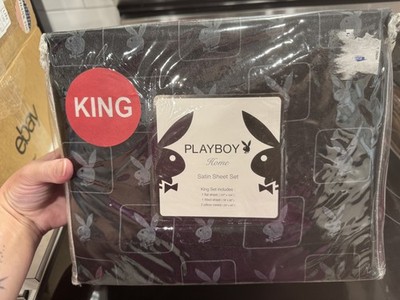 KING
PLAYBOY
Home
Satin Sheet Set
King Set Includes
ebay